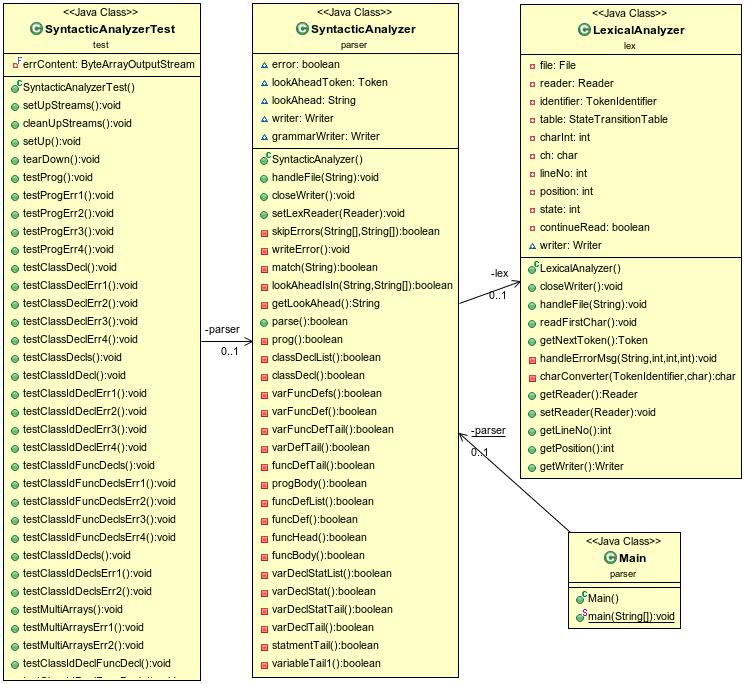 <<Java Class>>
SyntacticAnalyzerTest
test
errContent: ByteArrayOutputStream
SyntacticAnalyzerTest()
setUpStreams():void
cleanUpStreams():void
setUp():void
tearDown():void
testProg():void
testProgErr1():void
testProgErr2():void
testProgErr3():void
testProgErr4():void
testClassDecl():void
testClassDeclErr1():void
testClassDeclErr2():void
testClassDeclErr3():void
testClassDeclErr4():void
testClassDecls():void
testClassIdDecl():void
testClassIdDeclErr1():void
testClassIdDeclErr2():void
testClassIdDeclErr3():void
testClassIdDeclErr4():void
testClassIdFuncDecls():void
testClassIdFuncDeclsErr1():void
testClassIdFuncDeclsErr2():void
testClassIdFuncDeclsErr3():void
testClassIdFuncDeclsErr4():void
testClassIdDecls():void
testClassIdDeclsErr1():void
testClassIdDeclsErr2():void
testMultiArrays():void
testMultiArraysErr1():void
testMultiArraysErr2():void
testClassIdDeclFuncDecl():void
-parser
0..1
<<Java Class>>
SyntacticAnalyzer
parser
error: boolean
lookAheadToken: Token
lookAhead: String
writer: Writer
grammarWriter: Writer
SyntacticAnalyzer()
handleFile(String):void
closeWriter():void
setLexReader(Reader):void
skipErrors(String[],String[]):boolean
writeError():void
match(String):boolean
lookAheadIsIn(String,String[]):boolean
getLookAhead():String
parse():boolean
prog():boolean
classDeclList():boolean
classDecl():boolean
varFuncDefs():boolean
varFuncDef():boolean
varFuncDefTail():boolean
varDefTail():boolean
funcDefTail():boolean
progBody():boolean
funcDefList():boolean
funcDef():boolean
funcHead():boolean
funcBody():boolean
varDeclStatList():boolean
varDeclStat():boolean
varDeclStatTail():boolean
varDeclTail():boolean
statmentTail():boolean
variableTail1():boolean
-lex
0..1
<<Java Class>>
LexicalAnalyzer
lex
file: File
reader: Reader
identifier: TokenIdentifier
table: StateTransitionTable
charInt: int
ch: char
lineNo: int
position: int
state: int
continueRead: boolean
writer: Writer
LexicalAnalyzer()
closeWriter():void
handleFile(String):void
readFirstChar():void
getNextToken():Token
handleErrorMsg(String,int,int,int):void
charConverter(TokenIdentifier,char):char
getReader():Reader
setReader(Reader):void
getLineNo():int
getPosition():int
getWriter():Writer
-parser
0..1
<<Java Class>>
Main
parser
Main()
main(String[]):void